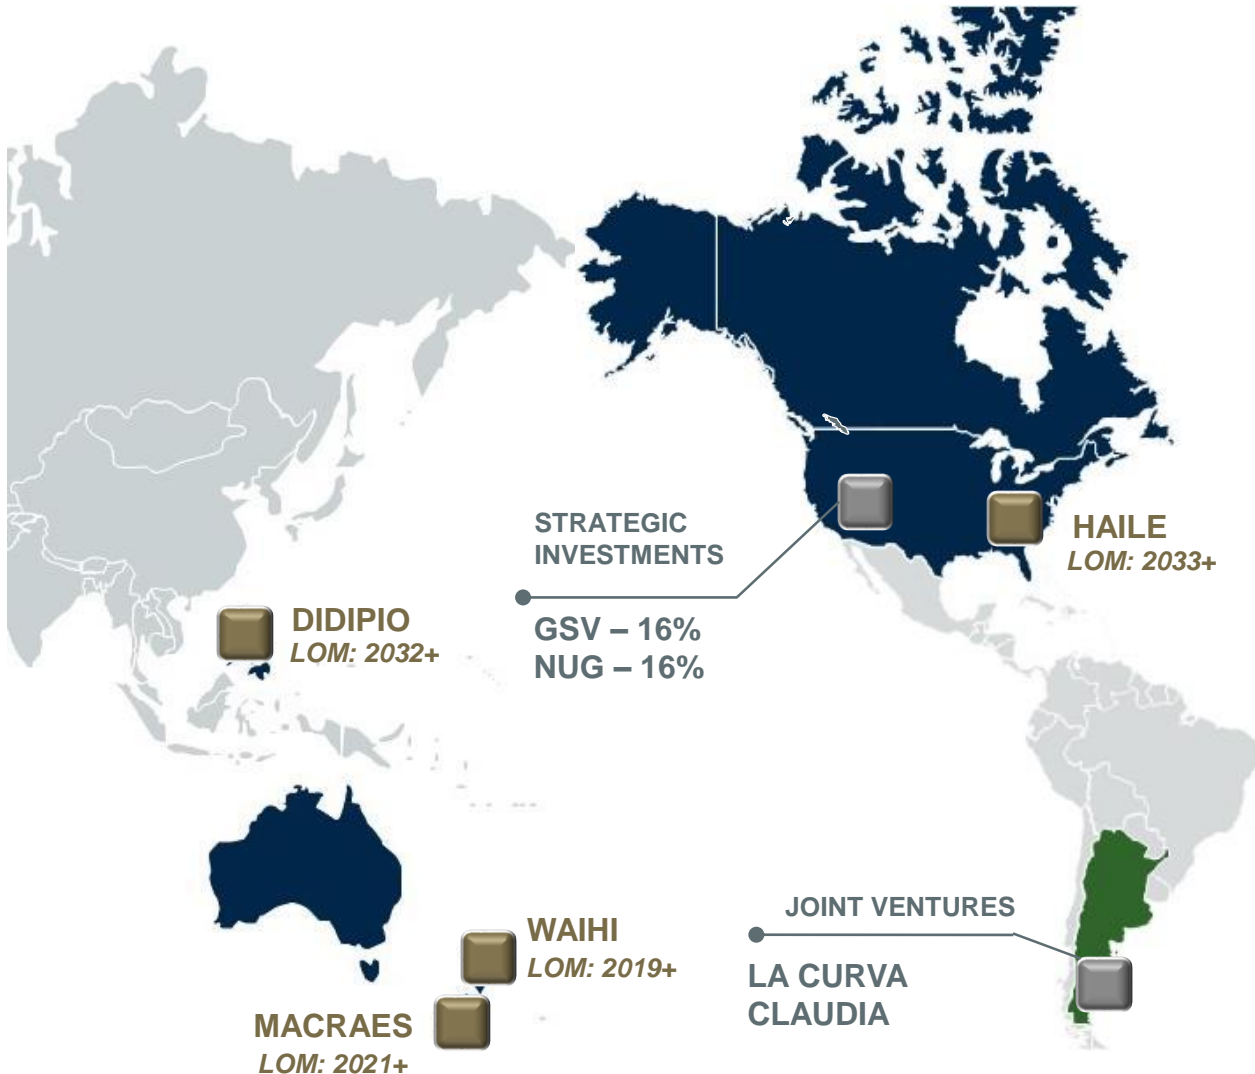 STRATEGIC
INVESTMENTS
GSV – 16%
NUG – 16%
HAILE
LOM: 2033+
DIDIPIO
LOM: 2032+
WAIHI
LOM: 2019+
MACRAES
LOM: 2021+
JOINT VENTURES
LA CURVA
CLAUDIA